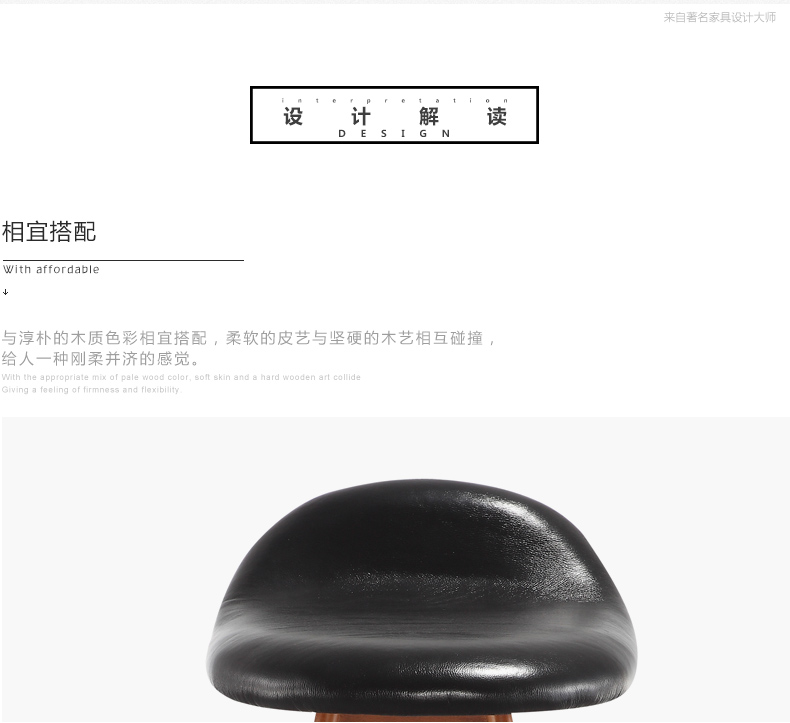 来自著名家具设计大师
interpretation
设计解读
DESIGN
相宜搭配
With affordable
与淳朴的木质色彩相宜搭配，柔软的皮艺与坚硬的木艺相互碰撞，
给人一种刚柔并济的感觉。
With the appropriate mix of pale wood color, soft skin and a hard wooden art collide
Giving a feeling of firmness and flexibility